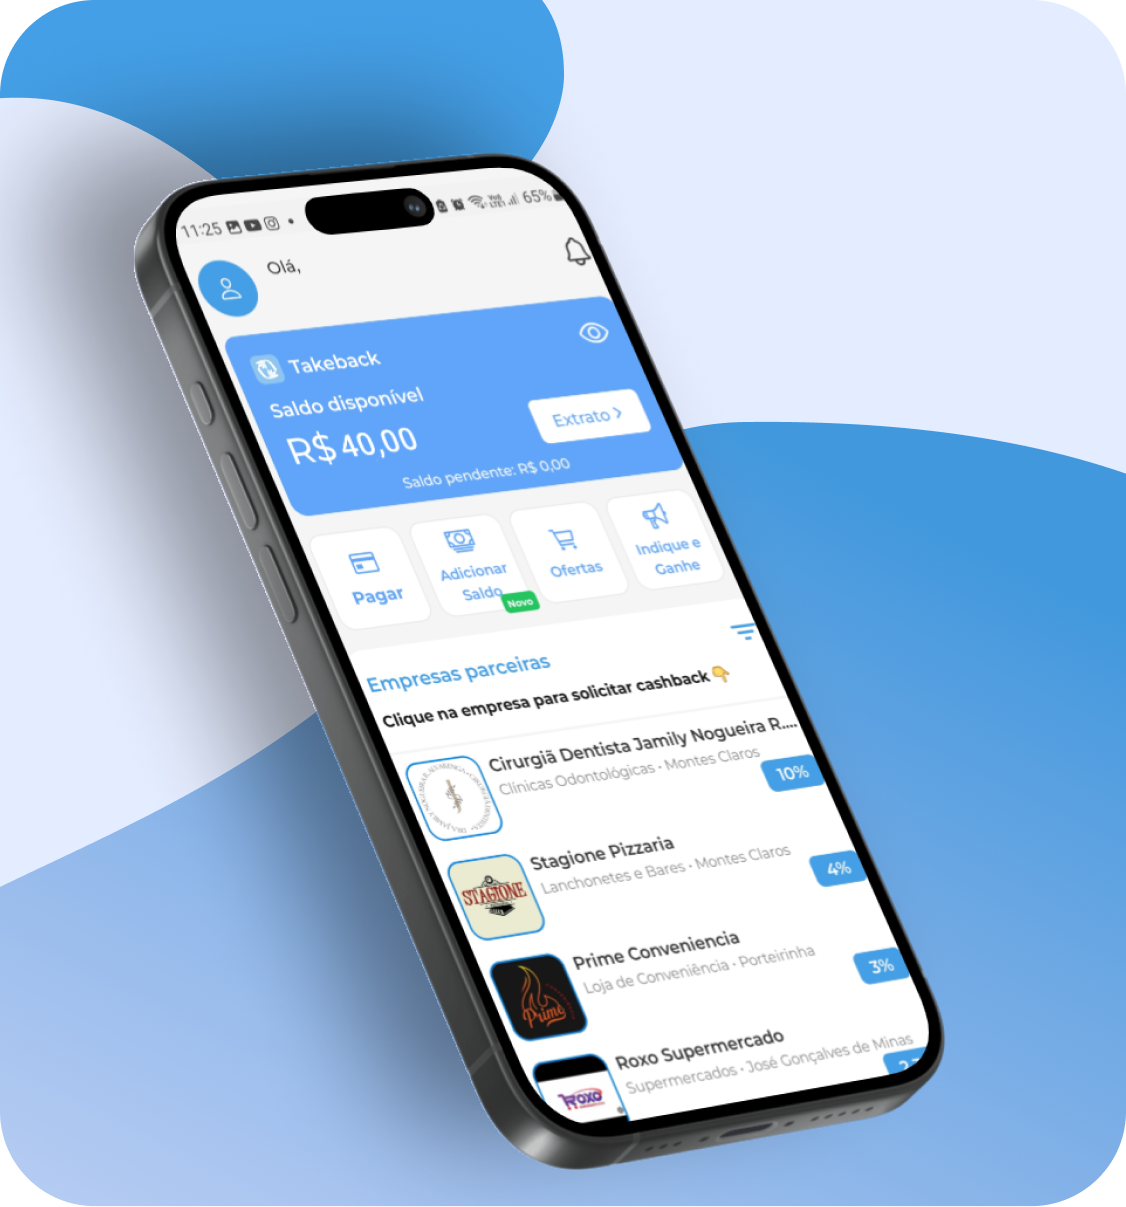 11:25
65%
Olá,
Takeback
Saldo disponível
R$ 40,00
Extrato
Saldo pendente: R$ 0,00
Pagar
Adicionar
Saldo
Novo
Ofertas
Indique e
Ganhe
Empresas parceiras
Clique na empresa para solicitar cashback👇
Cirurgiã Dentista Jamily Nogueira R....
Clínicas Odontológicas • Montes Claros
10%
STAGIONE
Stagione Pizzaria
Lanchonetes e Bares • Montes Claros
4%
Prime
Prime Conveniencia
Loja de Conveniência • Porteirinha
3%
Roxo
Roxo Supermercado
Supermercados • José Gonçalves de Minas